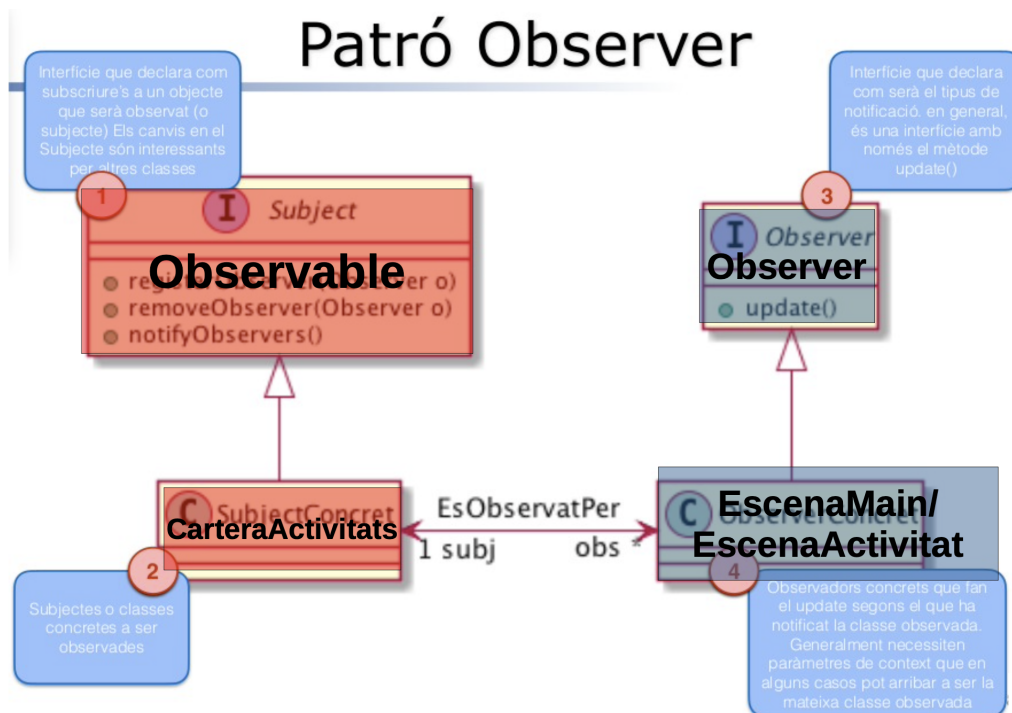 Patró Observer
Interfície que declara com
subscriure's a un objecte
que serà observat (o
subjecte) Els canvis en el
Subjecte són interessants
per altres classes
Interfície que declara
com serà el tipus de
notificació. en general,
és una interfície amb
només el mètode
update()
1
I Subject
Observable
registerObserver(Observer o)
removeObserver(Observer o)
notifyObservers()
3
I Observer
Observer
update()
C SubjectConcret
CarteraActivitats
EsObservatPer
1 subj obs *
C ObserverConcret
EscenaMain/
EscenaActivitat
2
Subjectes o classes
concretes a ser
observades
4
Observadors concrets que fan
el update segons el que ha
notificat la classe observada.
Generalment necessiten
paràmetres de context que en
alguns casos pot arribar a ser la
mateixa classe observada